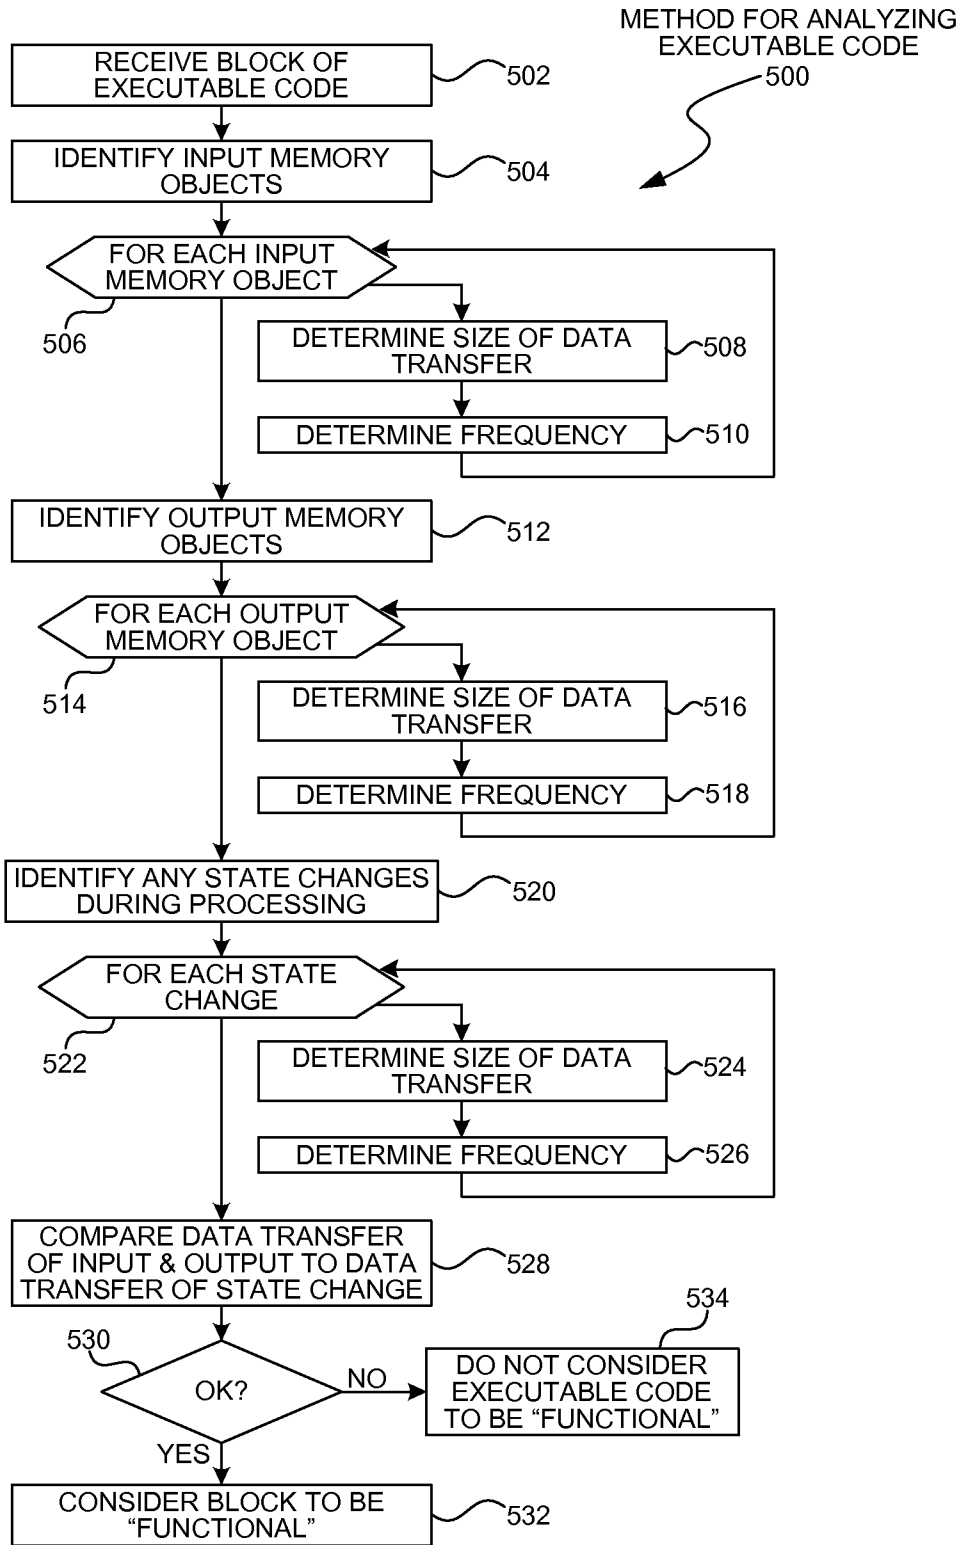 METHOD FOR ANALYZING
EXECUTABLE CODE
500
RECEIVE BLOCK OF
EXECUTABLE CODE
502
IDENTIFY INPUT MEMORY
OBJECTS
504
FOR EACH INPUT
MEMORY OBJECT
506
DETERMINE SIZE OF DATA
TRANSFER
508
DETERMINE FREQUENCY
510
IDENTIFY OUTPUT MEMORY
OBJECTS
512
FOR EACH OUTPUT
MEMORY OBJECT
514
DETERMINE SIZE OF DATA
TRANSFER
516
DETERMINE FREQUENCY
518
IDENTIFY ANY STATE CHANGES
DURING PROCESSING
520
FOR EACH STATE
CHANGE
522
DETERMINE SIZE OF DATA
TRANSFER
524
DETERMINE FREQUENCY
526
COMPARE DATA TRANSFER
OF INPUT & OUTPUT TO DATA
TRANSFER OF STATE CHANGE
528
530
OK?
NO
534
DO NOT CONSIDER
EXECUTABLE CODE
TO BE “FUNCTIONAL”
YES
CONSIDER BLOCK TO BE
“FUNCTIONAL”
532